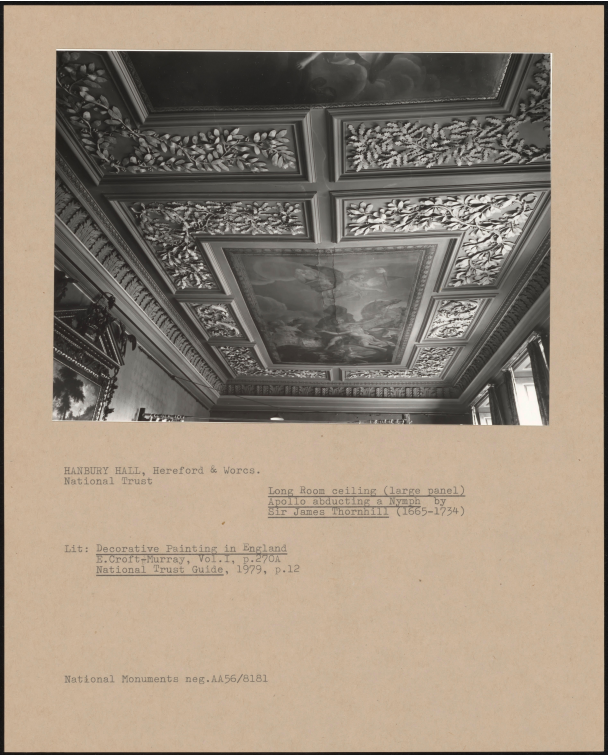 HANBURY HALL, Hereford & Worcs.
National Trust
Long Room ceiling (large panel)
Apollo abducting a Nymph by
Sir James Thornhill (1665-1734)
Lit: Decorative Painting in England
E.Croft-Murray, Vol.I, p.270A
National Trust Guide, 1979, p.12
National Monuments neg.AA56/8181